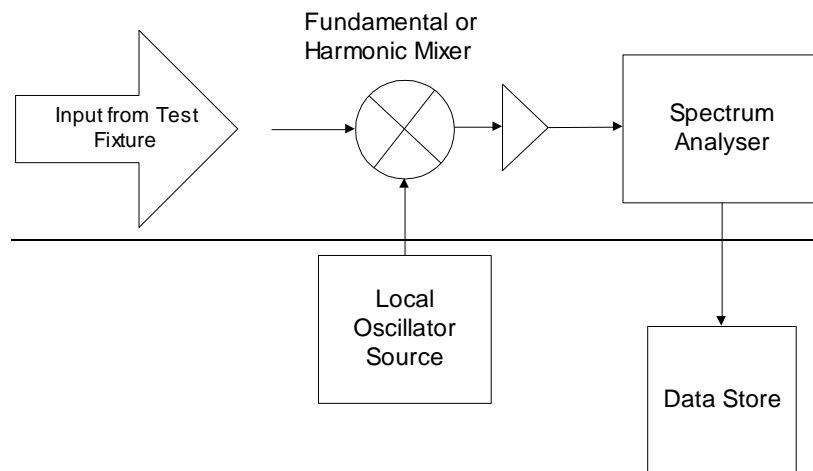 Fundamental or
Harmonic Mixer
Input from Test
Fixture
Spectrum
Analyser
Local
Oscillator
Source
Data Store